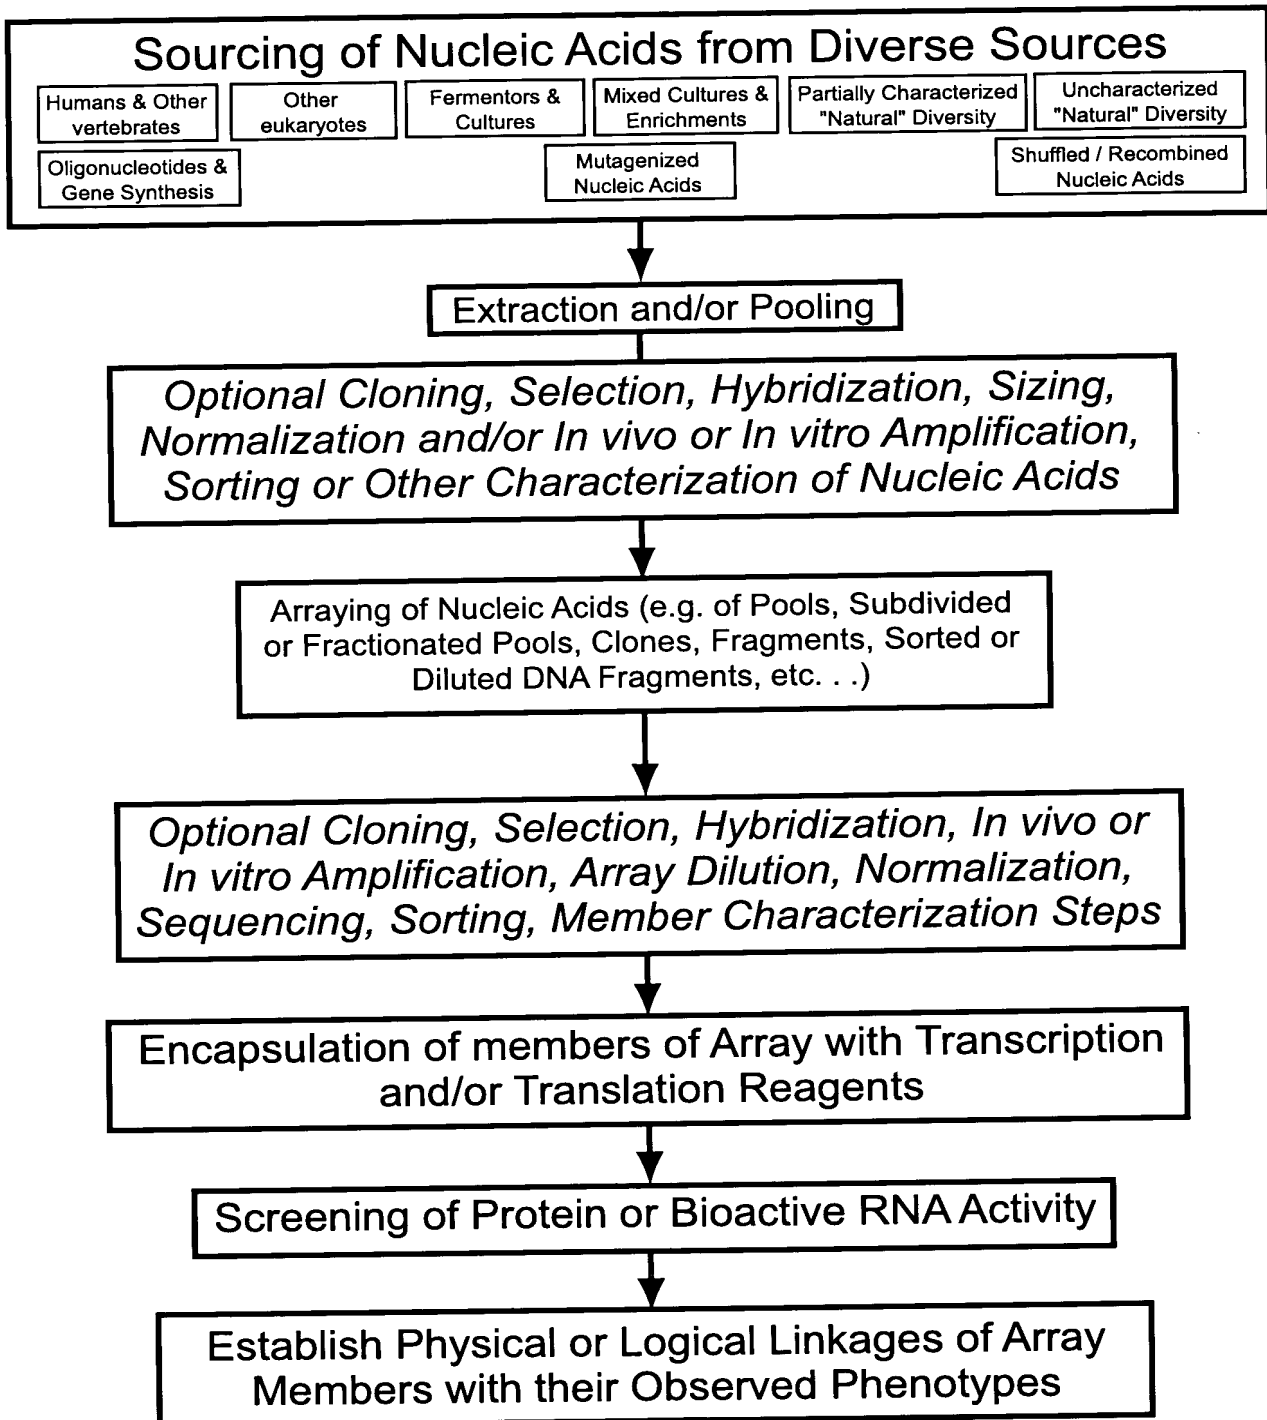 Sourcing of Nucleic Acids from Diverse Sources
Humans & Other
vertebrates
Other
eukaryotes
Fermentors &
Cultures
Mixed Cultures &
Enrichments
Partially Characterized
"Natural" Diversity
Uncharacterized
"Natural" Diversity
Oligonucleotides &
Gene Synthesis
Mutagenized
Nucleic Acids
Shuffled / Recombined
Nucleic Acids
Extraction and/or Pooling
Optional Cloning, Selection, Hybridization, Sizing,
Normalization and/or In vivo or In vitro Amplification,
Sorting or Other Characterization of Nucleic Acids
Arraying of Nucleic Acids (e.g. of Pools, Subdivided
or Fractionated Pools, Clones, Fragments, Sorted or
Diluted DNA Fragments, etc. . .)
Optional Cloning, Selection, Hybridization, In vivo or
In vitro Amplification, Array Dilution, Normalization,
Sequencing, Sorting, Member Characterization Steps
Encapsulation of members of Array with Transcription
and/or Translation Reagents
Screening of Protein or Bioactive RNA Activity
Establish Physical or Logical Linkages of Array
Members with their Observed Phenotypes